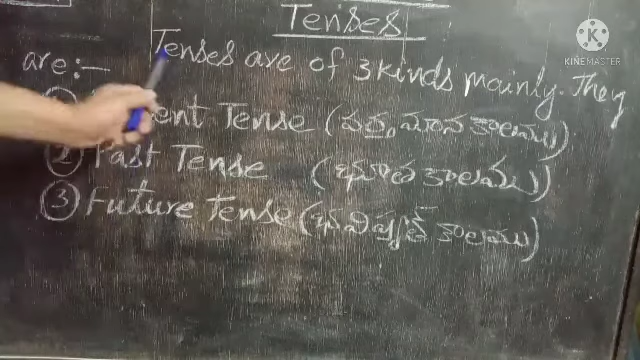 Tenses
Tenses are of 3 kinds mainly. They
are:-
ent Tense (వర్తమాన కాలము)
② Past Tense (భూత కాలము)
③ Future Tense (భవిష్యత్ కాలము)
KINEMASTER